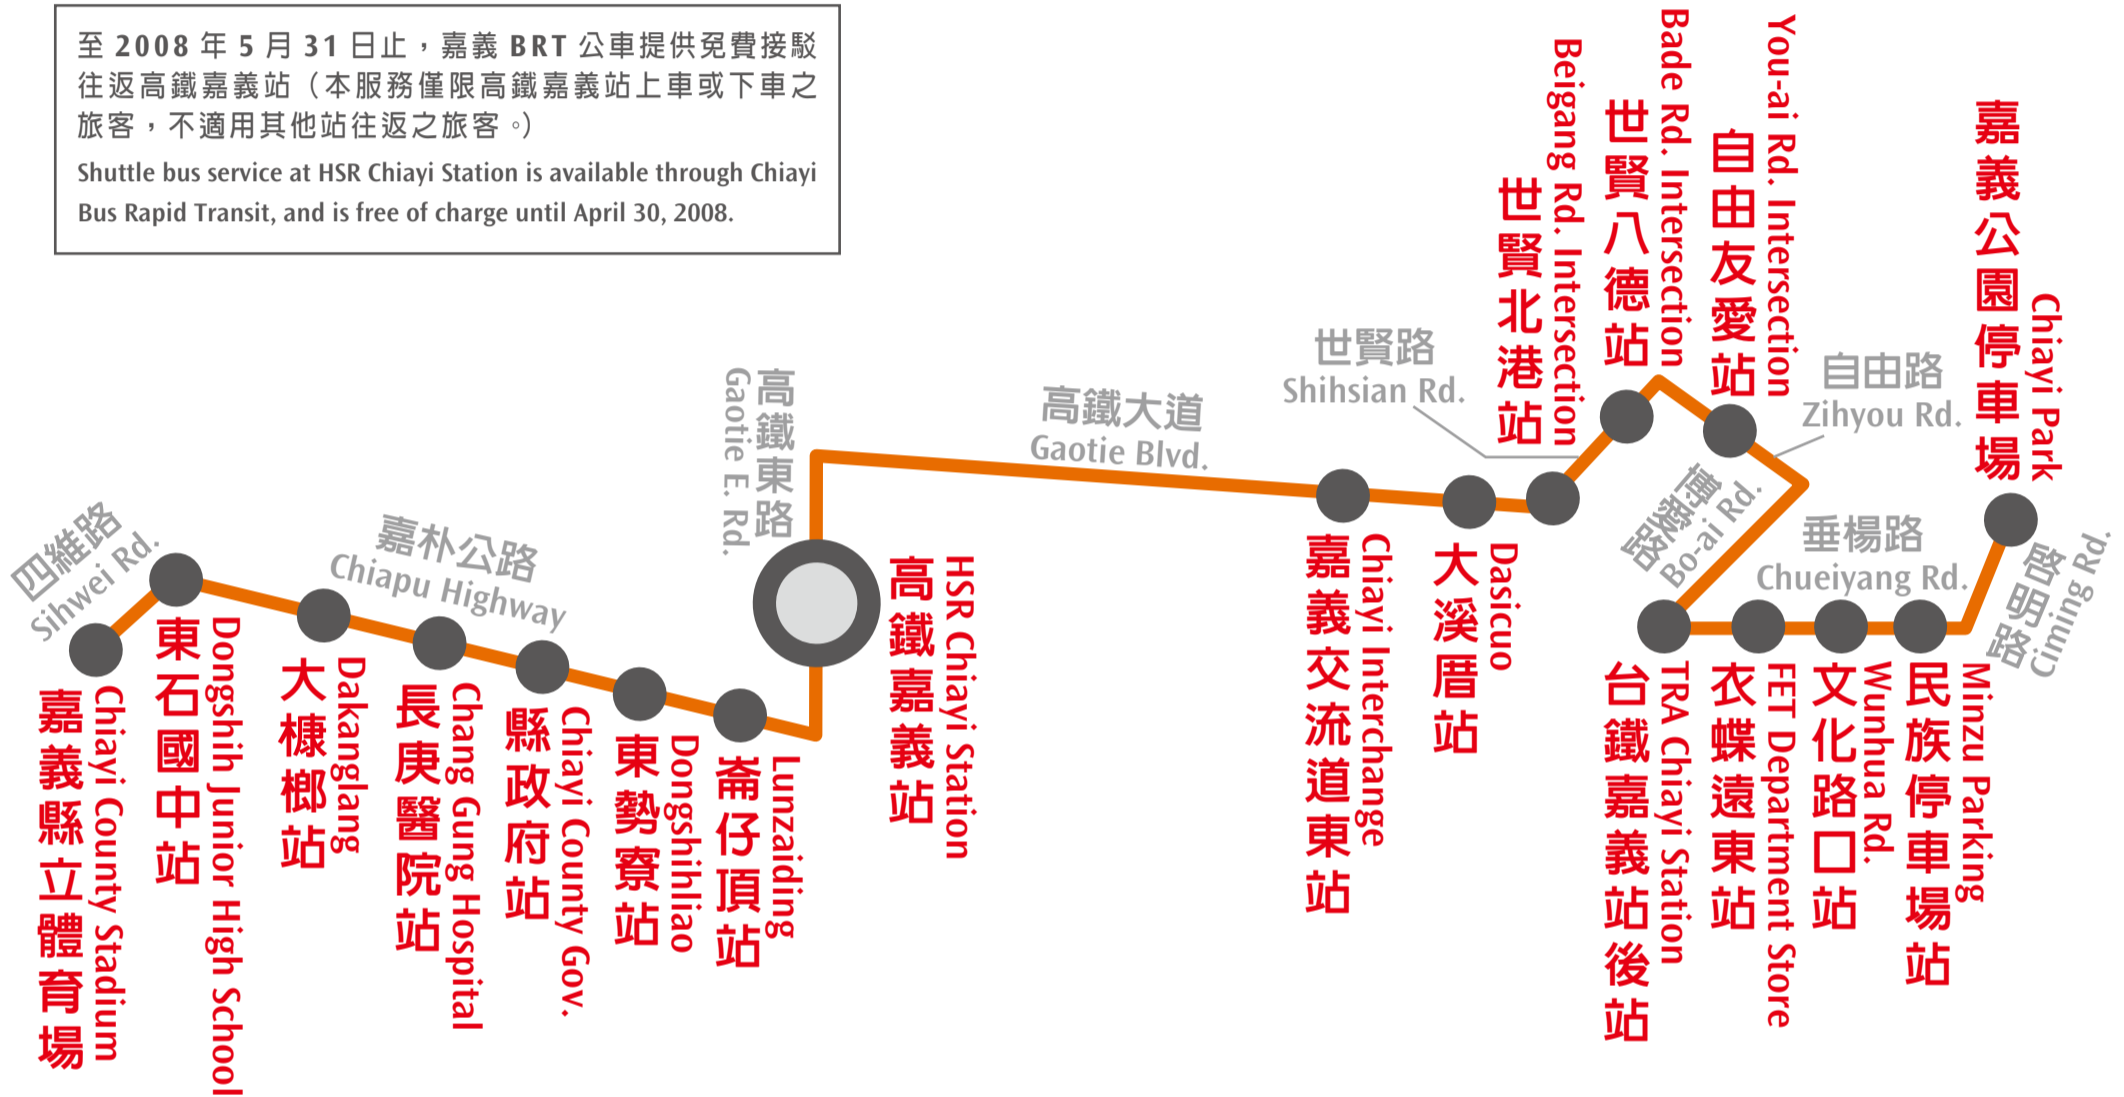 至 2008 年 5 月 31 日止，嘉義 BRT 公車提供免費接駁
往返高鐵嘉義站（本服務僅限高鐵嘉義站上車或下車之
旅客，不適用其他站往返之旅客。）
Shuttle bus service at HSR Chiayi Station is available through Chiayi
Bus Rapid Transit, and is free of charge until April 30, 2008.
四維路
Sihwei Rd.
嘉義縣立體育場
Chiayi County Stadium
東石國中站
Dongshih Junior High School
嘉朴公路
Chiapu Highway
大槺榔站
Dakanglang
長庚醫院站
Chang Gung Hospital
縣政府站
Chiayi County Gov.
東勢寮站
Dongshihliao
崙仔頂站
Lunzaiding
高鐵東路
Gaotie E. Rd.
高鐵嘉義站
HSR Chiayi Station
高鐵大道
Gaotie Blvd.
嘉義交流道東站
Chiayi Interchange
大溪厝站
Dasicuo
世賢路
Shihsian Rd.
世賢北港站
Beigang Rd. Intersection
世賢八德站
Bade Rd. Intersection
自由友愛站
You-ai Rd. Intersection
自由路
Zihyou Rd.
博愛路
Bo-ai Rd.
台鐵嘉義站後站
TRA Chiayi Station
衣蝶遠東站
FET Department Store
文化路口站
Wunhua Rd.
民族停車場站
Minzu Parking
垂楊路
Chueiyang Rd.
嘉義公園停車場
Chiayi Park
啓明路
Ciming Rd.